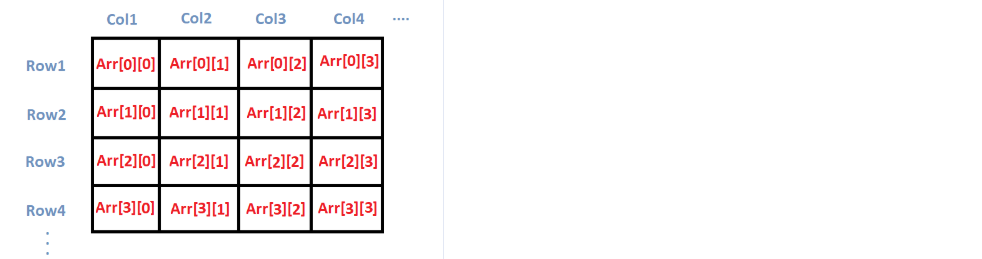 Col1 Col2 Col3 Col4 ....
Row1 Arr[0][0] Arr[0][1] Arr[0][2] Arr[0][3]
Row2 Arr[1][0] Arr[1][1] Arr[1][2] Arr[1][3]
Row3 Arr[2][0] Arr[2][1] Arr[2][2] Arr[2][3]
Row4 Arr[3][0] Arr[3][1] Arr[3][2] Arr[3][3]